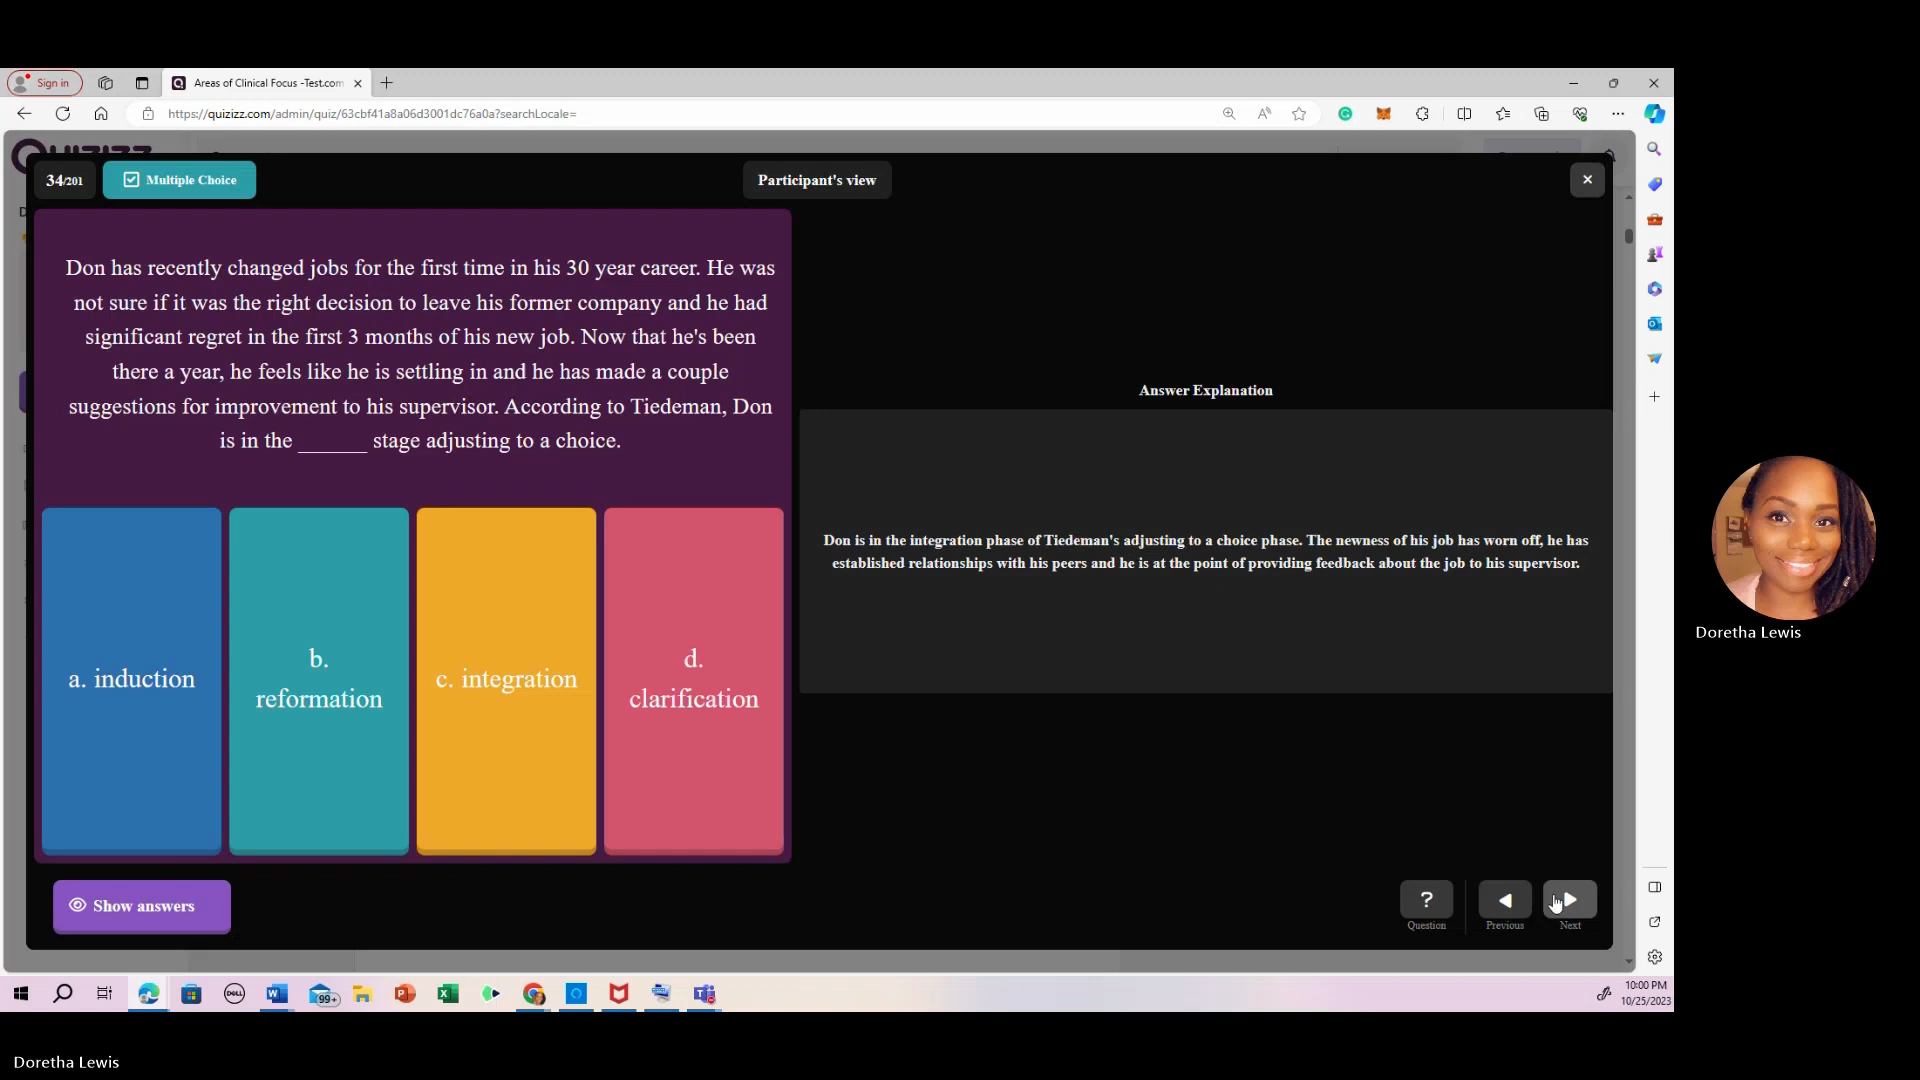 Sign in
Areas of Clinical Focus -Test.com
https://quizizz.com/admin/quiz/63cbf41a8a06d3001dc76a0a?searchLocale=
34/201
Multiple Choice
Participant's view
Don has recently changed jobs for the first time in his 30 year career. He was
not sure if it was the right decision to leave his former company and he had
significant regret in the first 3 months of his new job. Now that he's been
there a year, he feels like he is settling in and he has made a couple
suggestions for improvement to his supervisor. According to Tiedeman, Don
is in the ______ stage adjusting to a choice.
a. induction
b.
reformation
c. integration
d.
clarification
Answer Explanation
Don is in the integration phase of Tiedeman's adjusting to a choice phase. The newness of his job has worn off, he has
established relationships with his peers and he is at the point of providing feedback about the job to his supervisor.
Show answers
?
Question
Previous
Next
DELL
99+
10:00 PM
10/25/2023
Doretha Lewis
Doretha Lewis